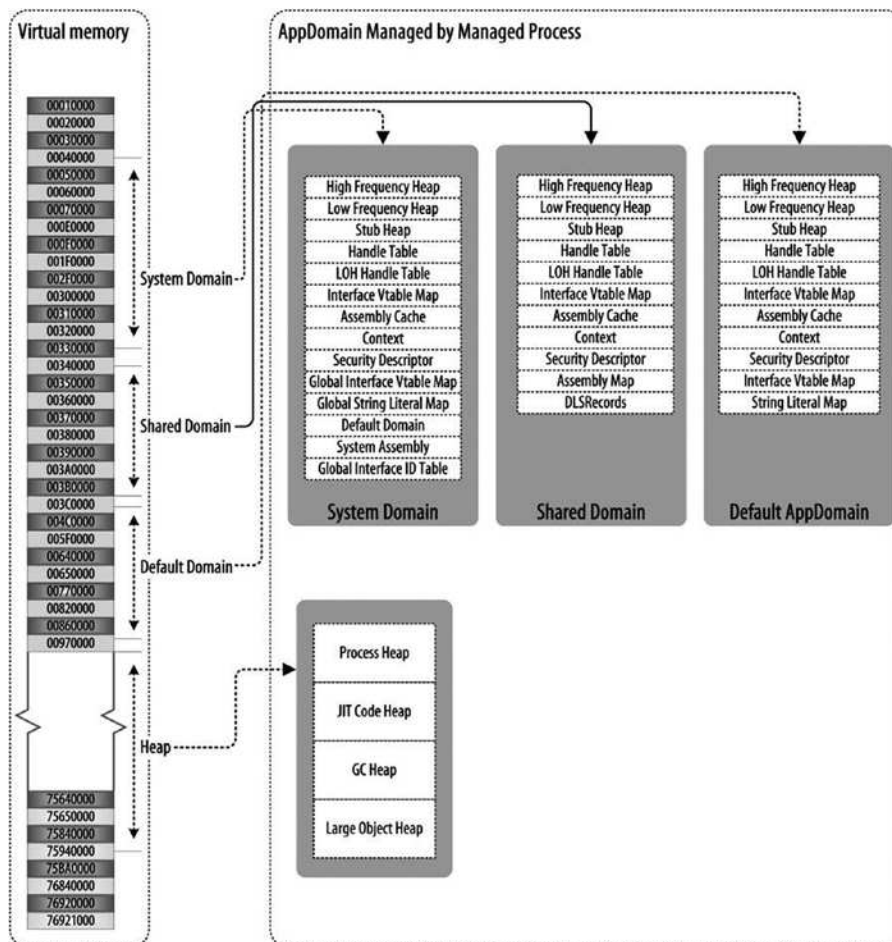 Virtual memory
00010000
00020000
00030000
00040000
00050000
00060000
00070000
000E0000
000F0000
001F0000
002F0000
00300000
00310000
00320000
00330000
00340000
00350000
00360000
00370000
00380000
00390000
003A0000
003B0000
003C0000
004C0000
005F0000
00640000
00650000
00770000
00820000
00860000
00970000
75640000
75650000
75840000
75940000
75BA0000
76840000
76920000
76921000
System Domain
Shared Domain
Default Domain
Heap
AppDomain Managed by Managed Process
High Frequency Heap
Low Frequency Heap
Stub Heap
Handle Table
LOH Handle Table
Interface Vtable Map
Assembly Cache
Context
Security Descriptor
Global Interface Vtable Map
Global String Literal Map
Default Domain
System Assembly
Global Interface ID Table
System Domain
High Frequency Heap
Low Frequency Heap
Stub Heap
Handle Table
LOH Handle Table
Interface Vtable Map
Assembly Cache
Context
Security Descriptor
Assembly Map
DLSRecords
Shared Domain
High Frequency Heap
Low Frequency Heap
Stub Heap
Handle Table
LOH Handle Table
Interface Vtable Map
Assembly Cache
Context
Security Descriptor
Interface Vtable Map
String Literal Map
Default AppDomain
Process Heap
JIT Code Heap
GC Heap
Large Object Heap